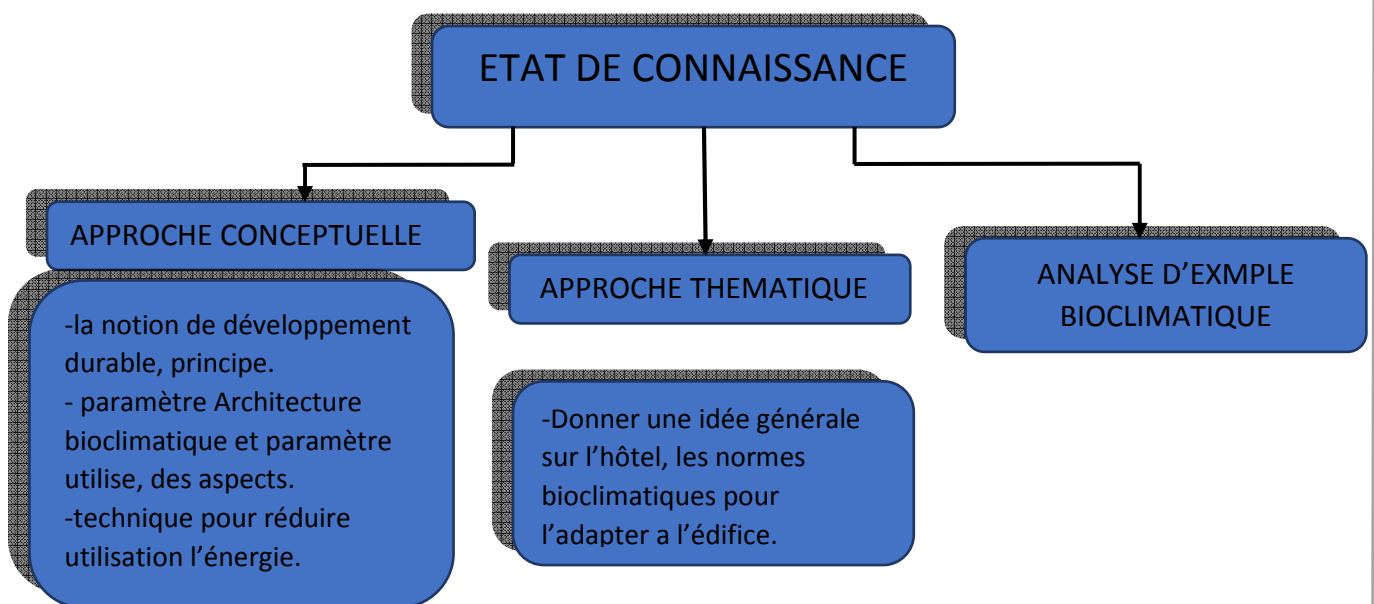 ETAT DE CONNAISSANCE
APPROCHE CONCEPTUELLE
-la notion de développement
durable, principe.
- paramètre Architecture
bioclimatique et paramètre
utilise, des aspects.
-technique pour réduire
utilisation l’énergie.
APPROCHE THEMATIQUE
-Donner une idée générale
sur l’hôtel, les normes
bioclimatiques pour
l’adapter a l’édifice.
ANALYSE D’EXMPLE
BIOCLIMATIQUE